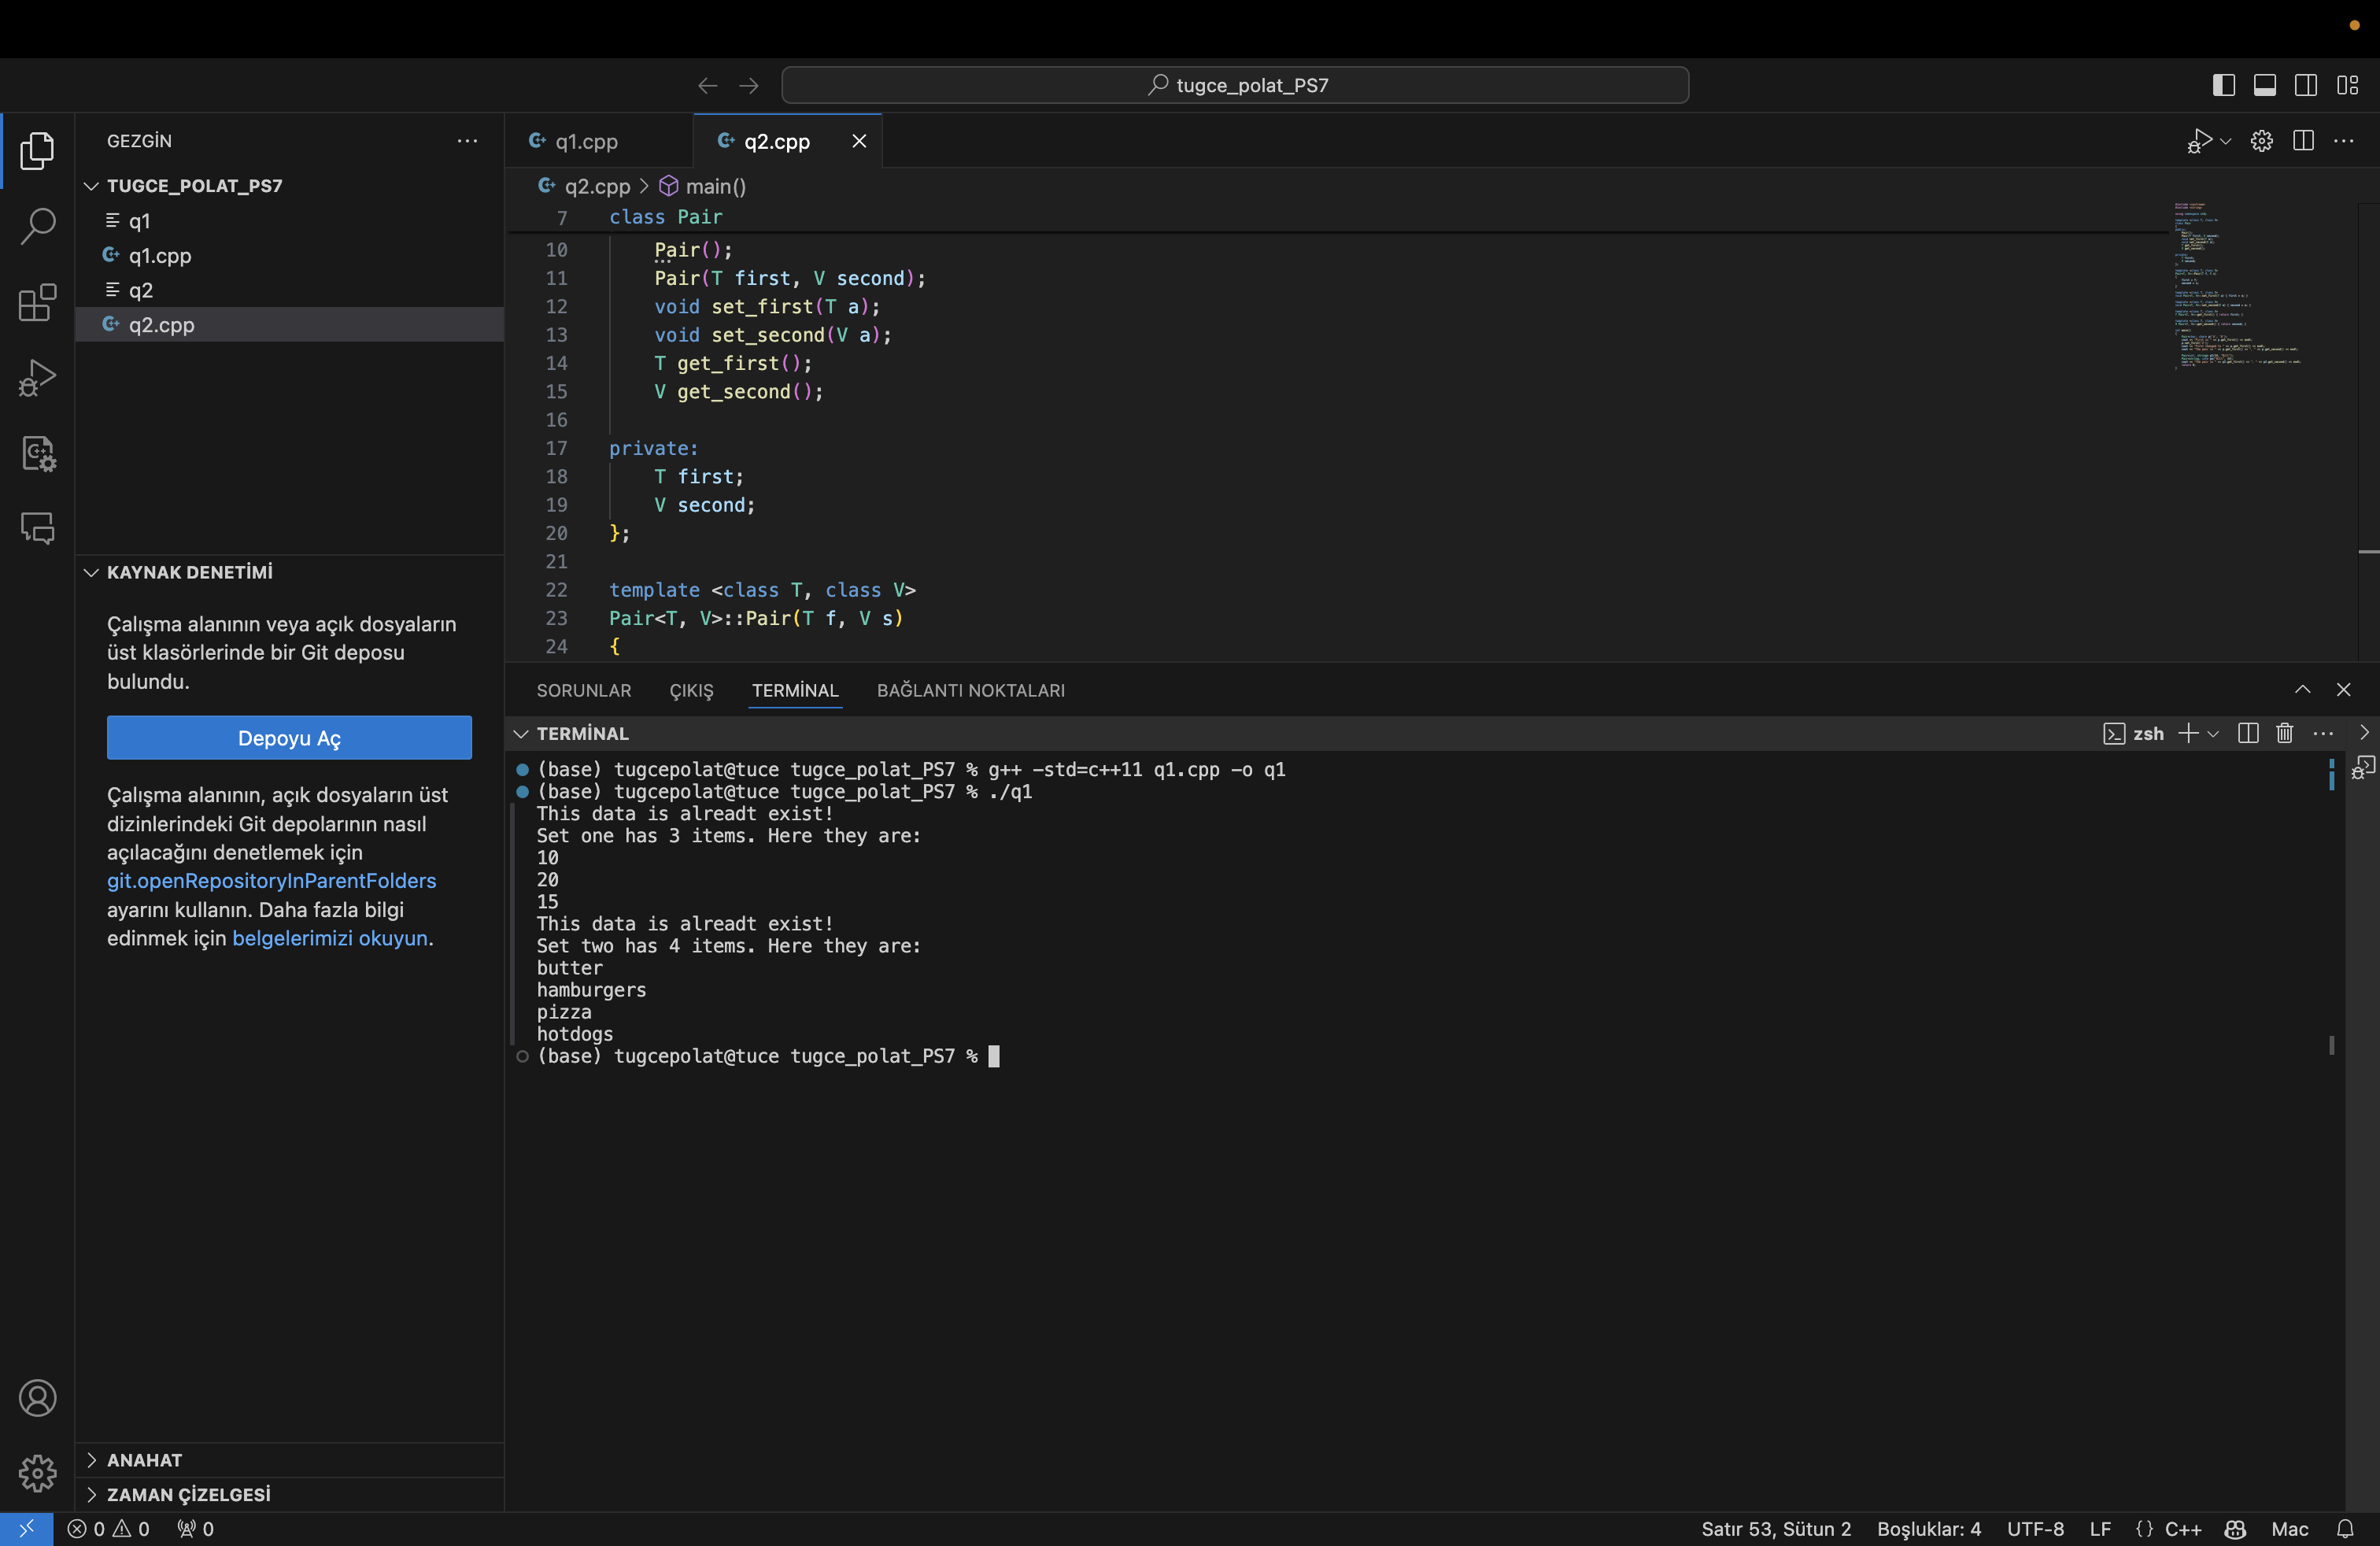 tugce_polat_PS7
GEZGİN
TUGCE_POLAT_PS7
q1
q1.cpp
q2
q2.cpp
KAYNAK DENETİMİ
Çalışma alanının veya açık dosyaların
üst klasörlerinde bir Git deposu
bulundu.
Depoyu Aç
Çalışma alanının, açık dosyaların üst
dizinlerindeki Git depolarının nasıl
açılacağını denetlemek için
git.openRepositoryInParentFolders
ayarını kullanın. Daha fazla bilgi
edinmek için belgelerimizi okuyun.
ANAHAT
ZAMAN ÇİZELGESİ
q1.cpp q2.cpp
q2.cpp > main()
7 class Pair
10 Pair();
11 Pair(T first, V second);
12 void set_first(T a);
13 void set_second(V a);
14 T get_first();
15 V get_second();
16
17 private:
18 T first;
19 V second;
20 };
21
22 template <class T, class V>
23 Pair<T, V>::Pair(T f, V s)
24 {
SORUNLAR ÇIKIŞ TERMİNAL BAĞLANTI NOKTALARI
TERMİNAL zsh
(base) tugcepolat@tuce tugce_polat_PS7 % g++ -std=c++11 q1.cpp -o q1
(base) tugcepolat@tuce tugce_polat_PS7 % ./q1
This data is alreadt exist!
Set one has 3 items. Here they are:
10
20
15
This data is alreadt exist!
Set two has 4 items. Here they are:
butter
hamburgers
pizza
hotdogs
(base) tugcepolat@tuce tugce_polat_PS7 %
0 0 0 Satır 53, Sütun 2 Boşluklar: 4 UTF-8 LF {} C++ Mac